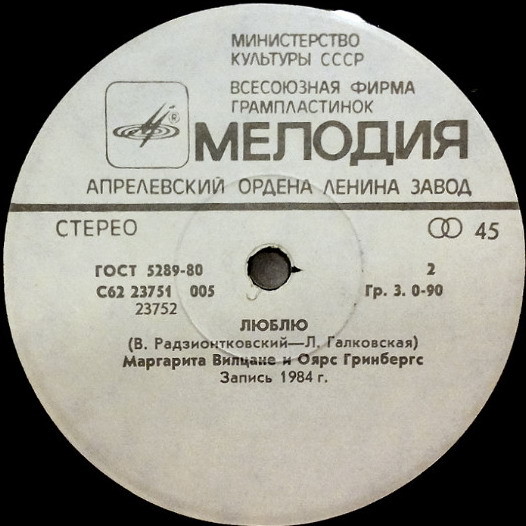 МИНИСТЕРСТВО
КУЛЬТУРЫ СССР
ВСЕСОЮЗНАЯ ФИРМА
ГРАМПЛАСТИНОК
®
МЕЛОДИЯ
АПРЕЛЕВСКИЙ ОРДЕНА ЛЕНИНА ЗАВОД
СТЕРЕО 45
ГОСТ 5289-80 2
С62 23751 005 Гр. 3. 0-90
23752
ЛЮБЛЮ
(В. Радзионтковский—Л. Галковская)
Маргарита Вилцане и Оярс Гринбергс
Запись 1984 г.